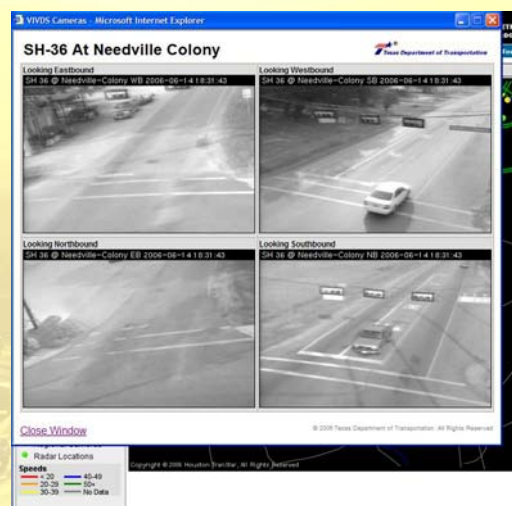 VIVDS Cameras - Microsoft Internet Explorer
SH-36 At Needville Colony
Texas Department of Transportation
Looking Eastbound
Looking Westbound
SH 36 @ Needville-Colony WB 2006-06-14 18:31:43
SH 36 @ Needville-Colony SB 2006-06-14 18:31:43
Looking Northbound
Looking Southbound
SH 36 @ Needville-Colony EB 2006-06-14 18:31:43
SH 36 @ Needville-Colony NB 2006-06-14 18:31:43
Close Window
© 2006 Texas Department of Transportation. All Rights Reserved
Radar Locations
Copyright © 2006 Houston TranStar, All Rights Reserved
Speeds
< 20 40-49
20-29 50+
30-39 No Data